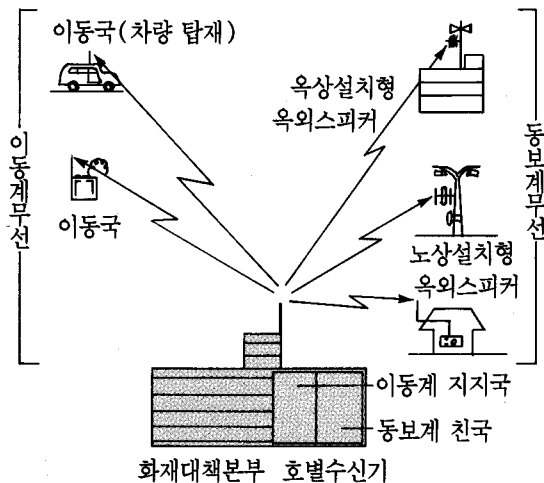 이동국(차량 탑재)
옥상설치형
옥외스피커
이동계무선
동보계무선
이동국
노상설치형
옥외스피커
이동계 지지국
동보계 친국
화재대책본부 호별수신기